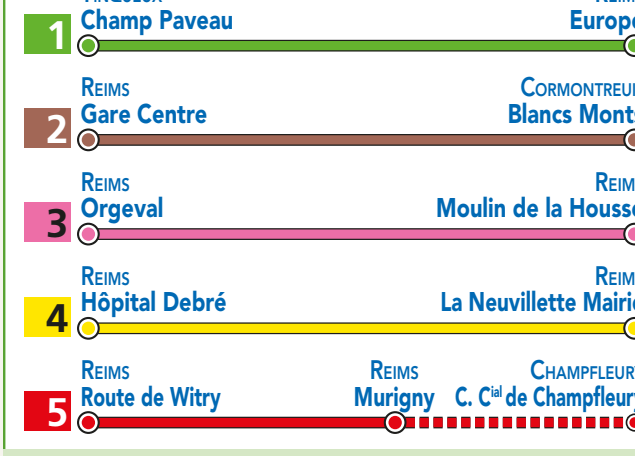 1
Champ Paveau
Europe
REIMS CORMONTREUIL
2
Gare Centre Blancs Monts
REIMS REIMS
3
Orgeval Moulin de la Housse
REIMS REIMS
4
Hôpital Debré La Neuvillette Mairie
REIMS REIMS CHAMPFLEURY
5
Route de Witry Murigny C. Cial de Champfleury